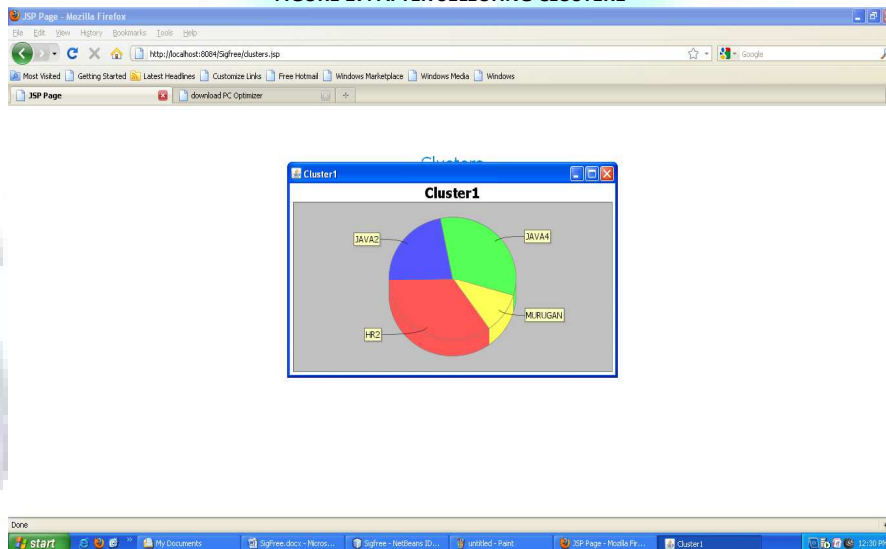 JSP Page - Mozilla Firefox
File Edit View History Bookmarks Tools Help
http://localhost:8084/Sigfree/clusters.jsp
Google
Most Visited Getting Started Latest Headlines Customize Links Free Hotmail Windows Marketplace Windows Media Windows
JSP Page
download PC Optimizer
Clusters
Cluster1
Cluster1
JAVA2
JAVA4
MURUGAN
HR2
Done
start
My Documents
SigFree.docx - Micros...
Sigfree - NetBeans ID...
untitled - Paint
JSP Page - Mozilla Fir...
Cluster1
12:30 PM